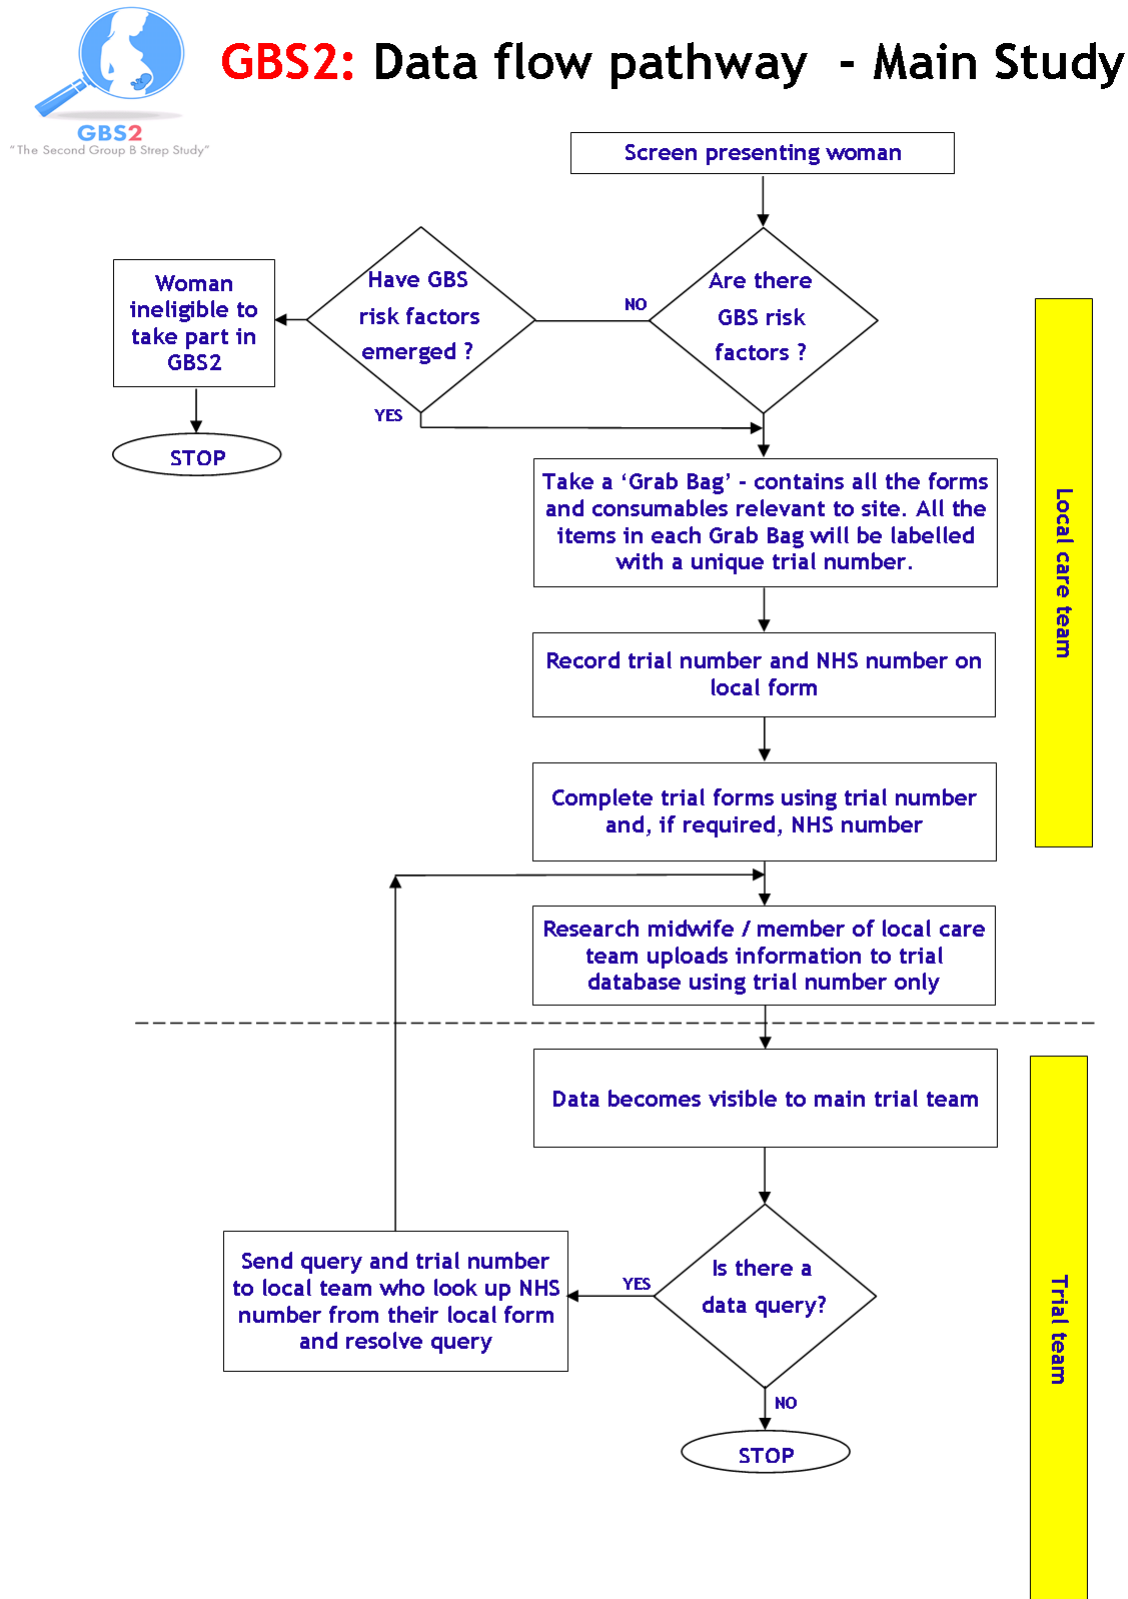 GBS2: Data flow pathway - Main Study
GBS2
"The Second Group B Strep Study"
Screen presenting woman
Are there
GBS risk
factors ?
NO
Have GBS
risk factors
emerged ?
YES
Woman
ineligible to
take part in
GBS2
STOP
Take a ‘Grab Bag’ - contains all the forms
and consumables relevant to site. All the
items in each Grab Bag will be labelled
with a unique trial number.
Record trial number and NHS number on
local form
Complete trial forms using trial number
and, if required, NHS number
Research midwife / member of local care
team uploads information to trial
database using trial number only
Local care team
Data becomes visible to main trial team
Is there a
data query?
YES
Send query and trial number
to local team who look up NHS
number from their local form
and resolve query
NO
STOP
Trial team